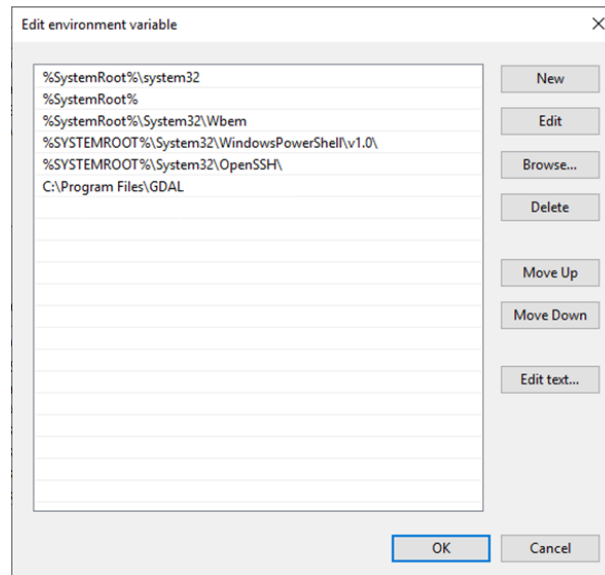 Edit environment variable
%SystemRoot%\system32
%SystemRoot%
%SystemRoot%\System32\Wbem
%SYSTEMROOT%\System32\WindowsPowerShell\v1.0\
%SYSTEMROOT%\System32\OpenSSH\
C:\Program Files\GDAL
New
Edit
Browse...
Delete
Move Up
Move Down
Edit text...
OK
Cancel